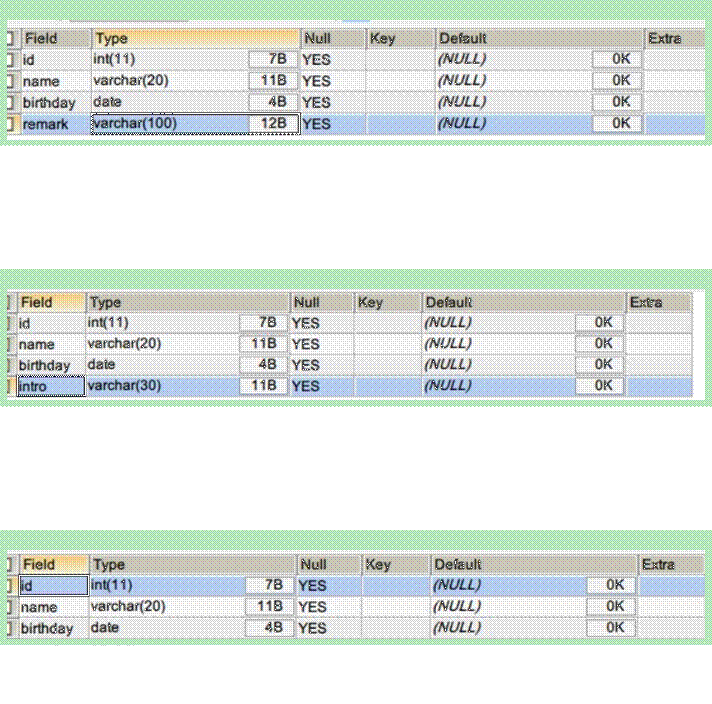 Field Type Null Key Default Extra
id int(11) 7B YES (NULL) 0K
name varchar(20) 11B YES (NULL) 0K
birthday date 4B YES (NULL) 0K
remark varchar(100) 12B YES (NULL) 0K
Field Type Null Key Default Extra
id int(11) 7B YES (NULL) 0K
name varchar(20) 11B YES (NULL) 0K
birthday date 4B YES (NULL) 0K
intro varchar(30) 11B YES (NULL) 0K
Field Type Null Key Default Extra
id int(11) 7B YES (NULL) 0K
name varchar(20) 11B YES (NULL) 0K
birthday date 4B YES (NULL) 0K